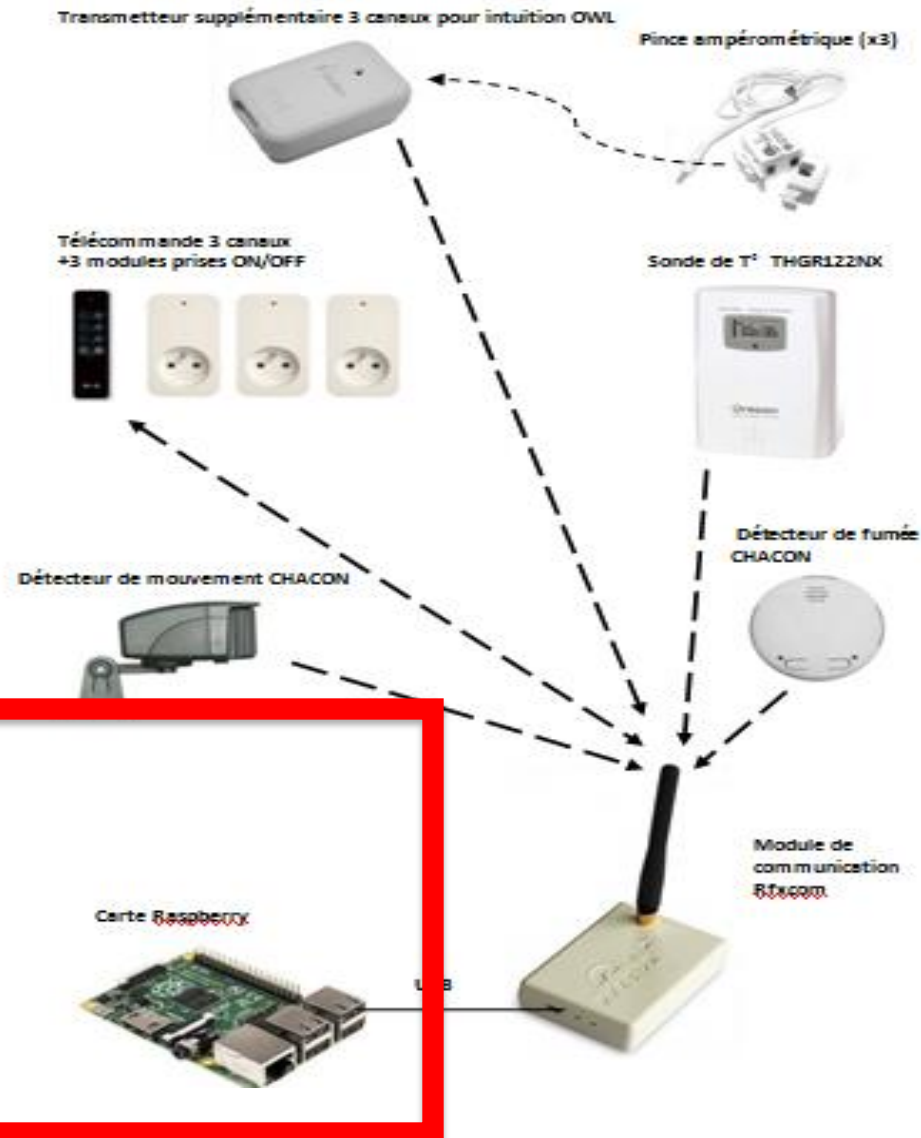 Transmetteur supplémentaire 3 canaux pour intuition OWL
Pince ampérométrique (x3)
Télécommande 3 canaux
+3 modules prises ON/OFF
Sonde de T° THGR122NX
Détecteur de fumée
CHACON
Détecteur de mouvement CHACON
Module de
communication
Rfxcom
Carte Raspberry